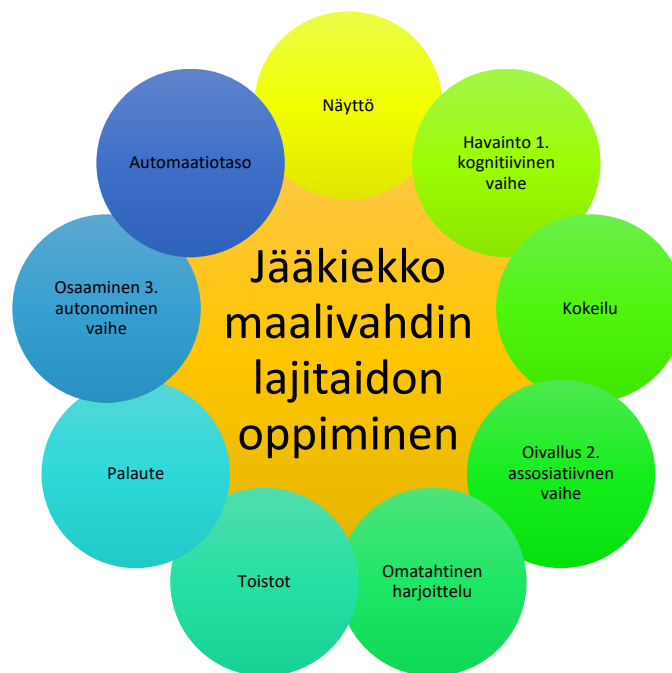 Näyttö
Havainto 1.
kognitiivinen
vaihe
Kokeilu
Oivallus 2.
assosiatiivnen
vaihe
Omatahtinen
harjoittelu
Toistot
Palaute
Osaaminen 3.
autonominen
vaihe
Automaatiotaso
Jääkiekko
maalivahdin
lajitaidon
oppiminen